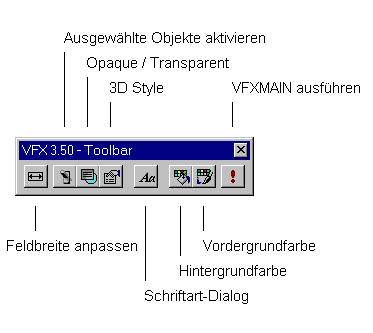 Ausgewählte Objekte aktivieren
Opaque / Transparent
3D Style
VFXMAIN ausführen
VFX 3.50 - Toolbar
Aa
Feldbreite anpassen
Vordergrundfarbe
Hintergrundfarbe
Schriftart-Dialog